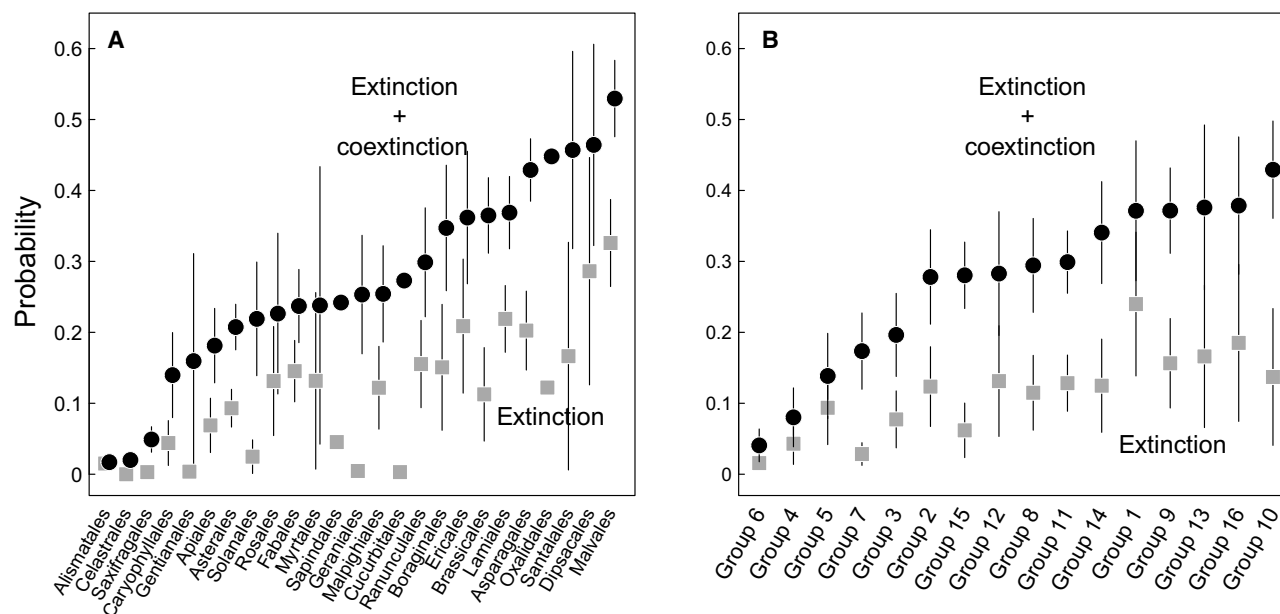 A
B
Probability
0.6
0.5
0.4
0.3
0.2
0.1
0
Extinction
+
coextinction
Extinction
Alismatales
Celastrales
Saxifragales
Caryophyllales
Gentianales
Apiales
Asterales
Solanales
Rosales
Fabales
Myrtales
Sapindales
Geraniales
Malpighiales
Cucurbitales
Ranunculales
Boraginales
Ericales
Brassicales
Lamiales
Asparagales
Oxalidales
Santalales
Dipsacales
Malvales
0.6
0.5
0.4
0.3
0.2
0.1
0
Extinction
+
coextinction
Extinction
Group 6
Group 4
Group 5
Group 7
Group 3
Group 2
Group 15
Group 12
Group 8
Group 11
Group 14
Group 1
Group 9
Group 13
Group 16
Group 10